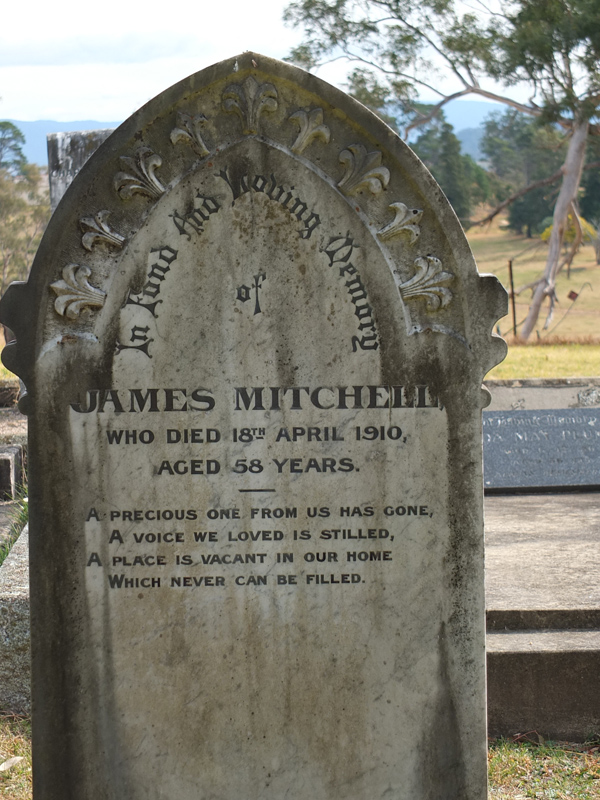 In Fond And Loving Memory
of
JAMES MITCHELL,
WHO DIED 18TH APRIL 1910,
AGED 58 YEARS.
A PRECIOUS ONE FROM US HAS GONE,
A VOICE WE LOVED IS STILLED,
A PLACE IS VACANT IN OUR HOME
WHICH NEVER CAN BE FILLED.